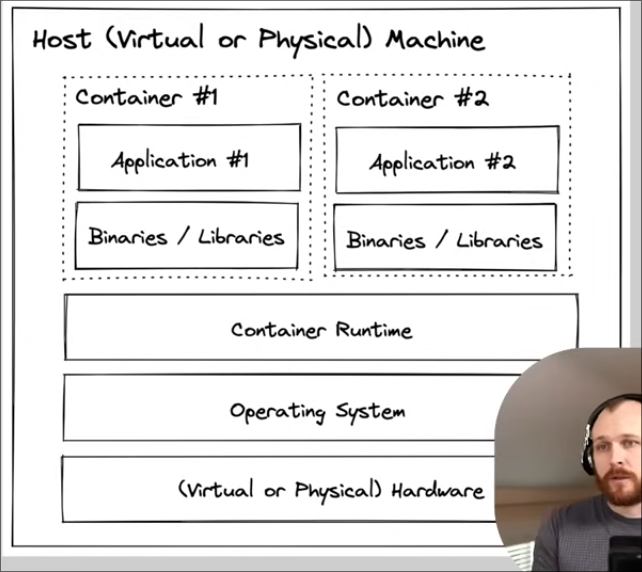 Host (Virtual or Physical) Machine
Container #1
Container #2
Application #1
Application #2
Binaries / Libraries
Binaries / Libraries
Container Runtime
Operating System
(Virtual or Physical) Hardware